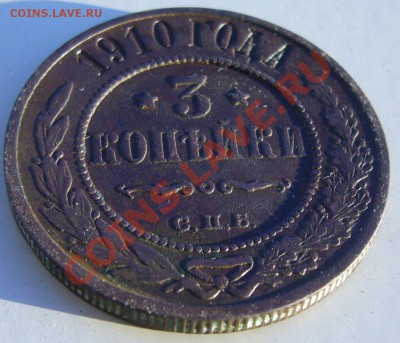 COINS.LAVE.RU
1910 ГОДА
3
КОПѢЙКИ
С.П.Б.
COINS.LAVE.RU